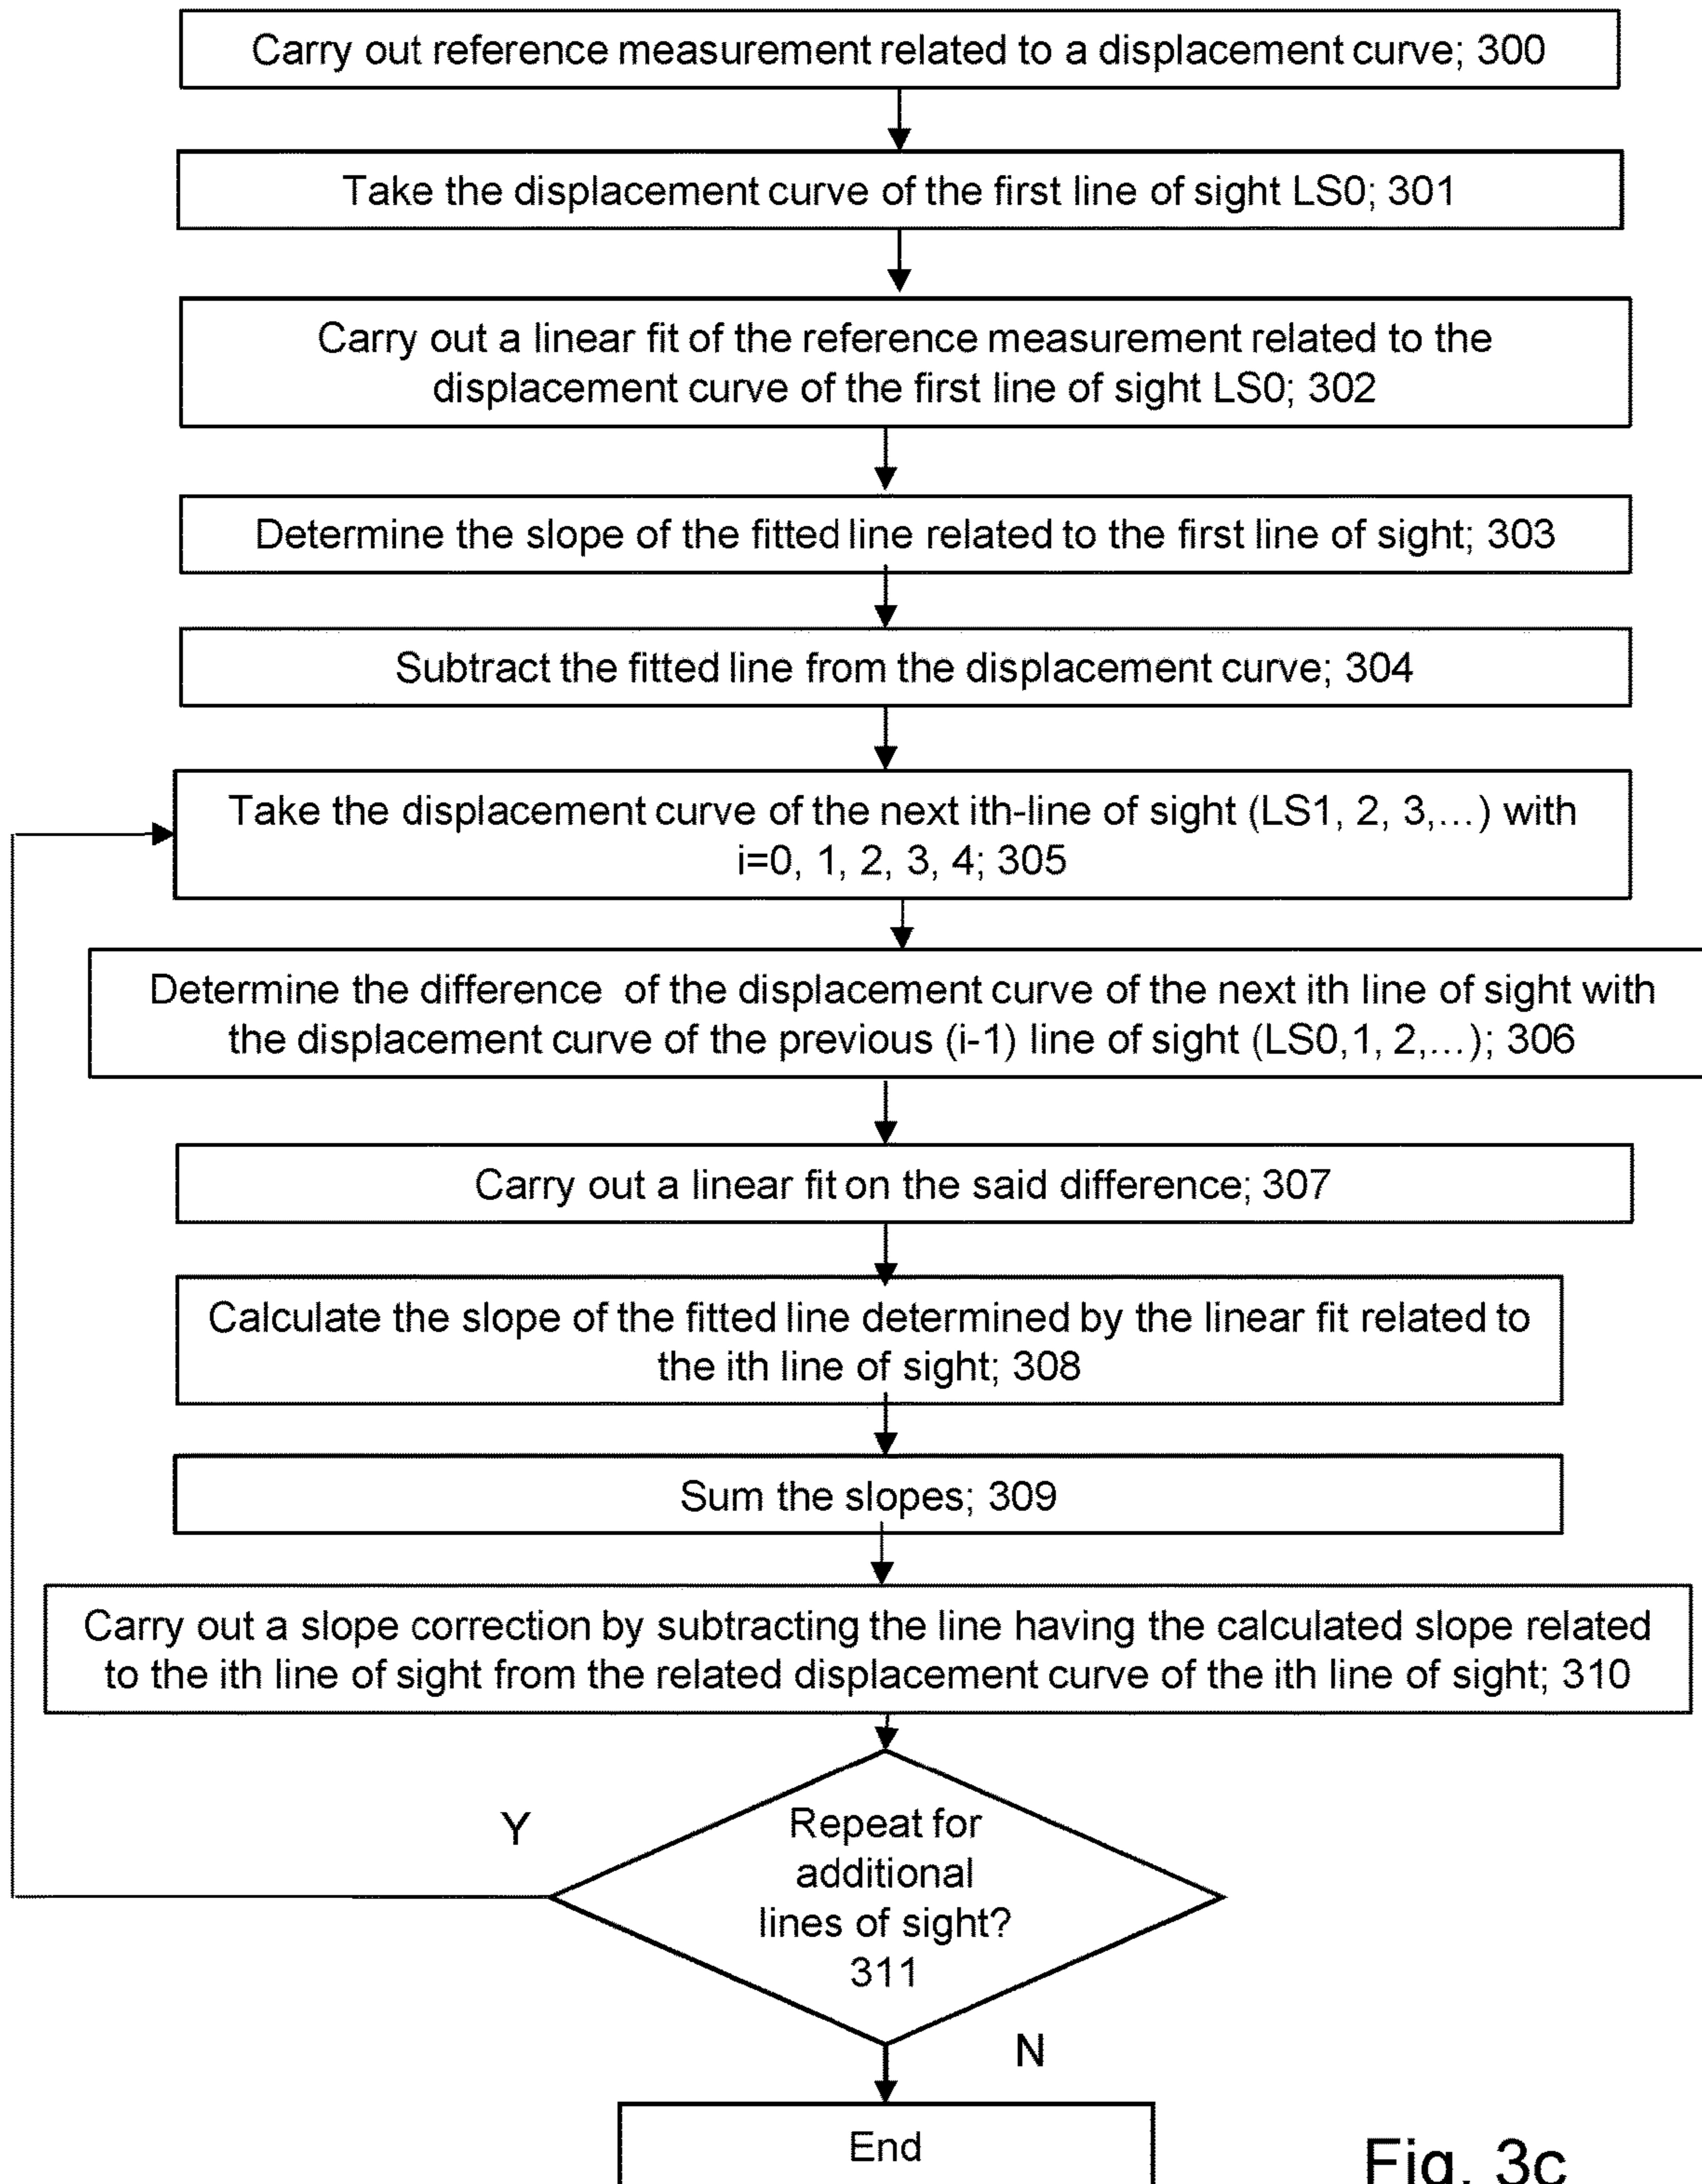 Carry out reference measurement related to a displacement curve; 300
Take the displacement curve of the first line of sight LS0; 301
Carry out a linear fit of the reference measurement related to the
displacement curve of the first line of sight LS0; 302
Determine the slope of the fitted line related to the first line of sight; 303
Subtract the fitted line from the displacement curve; 304
Take the displacement curve of the next ith-line of sight (LS1, 2, 3,...) with
i=0, 1, 2, 3, 4; 305
Determine the difference of the displacement curve of the next ith line of sight with
the displacement curve of the previous (i-1) line of sight (LS0,1, 2,...); 306
Carry out a linear fit on the said difference; 307
Calculate the slope of the fitted line determined by the linear fit related to
the ith line of sight; 308
Sum the slopes; 309
Carry out a slope correction by subtracting the line having the calculated slope related
to the ith line of sight from the related displacement curve of the ith line of sight; 310
Y
Repeat for
additional
lines of sight?
311
N
End
Fig. 3c